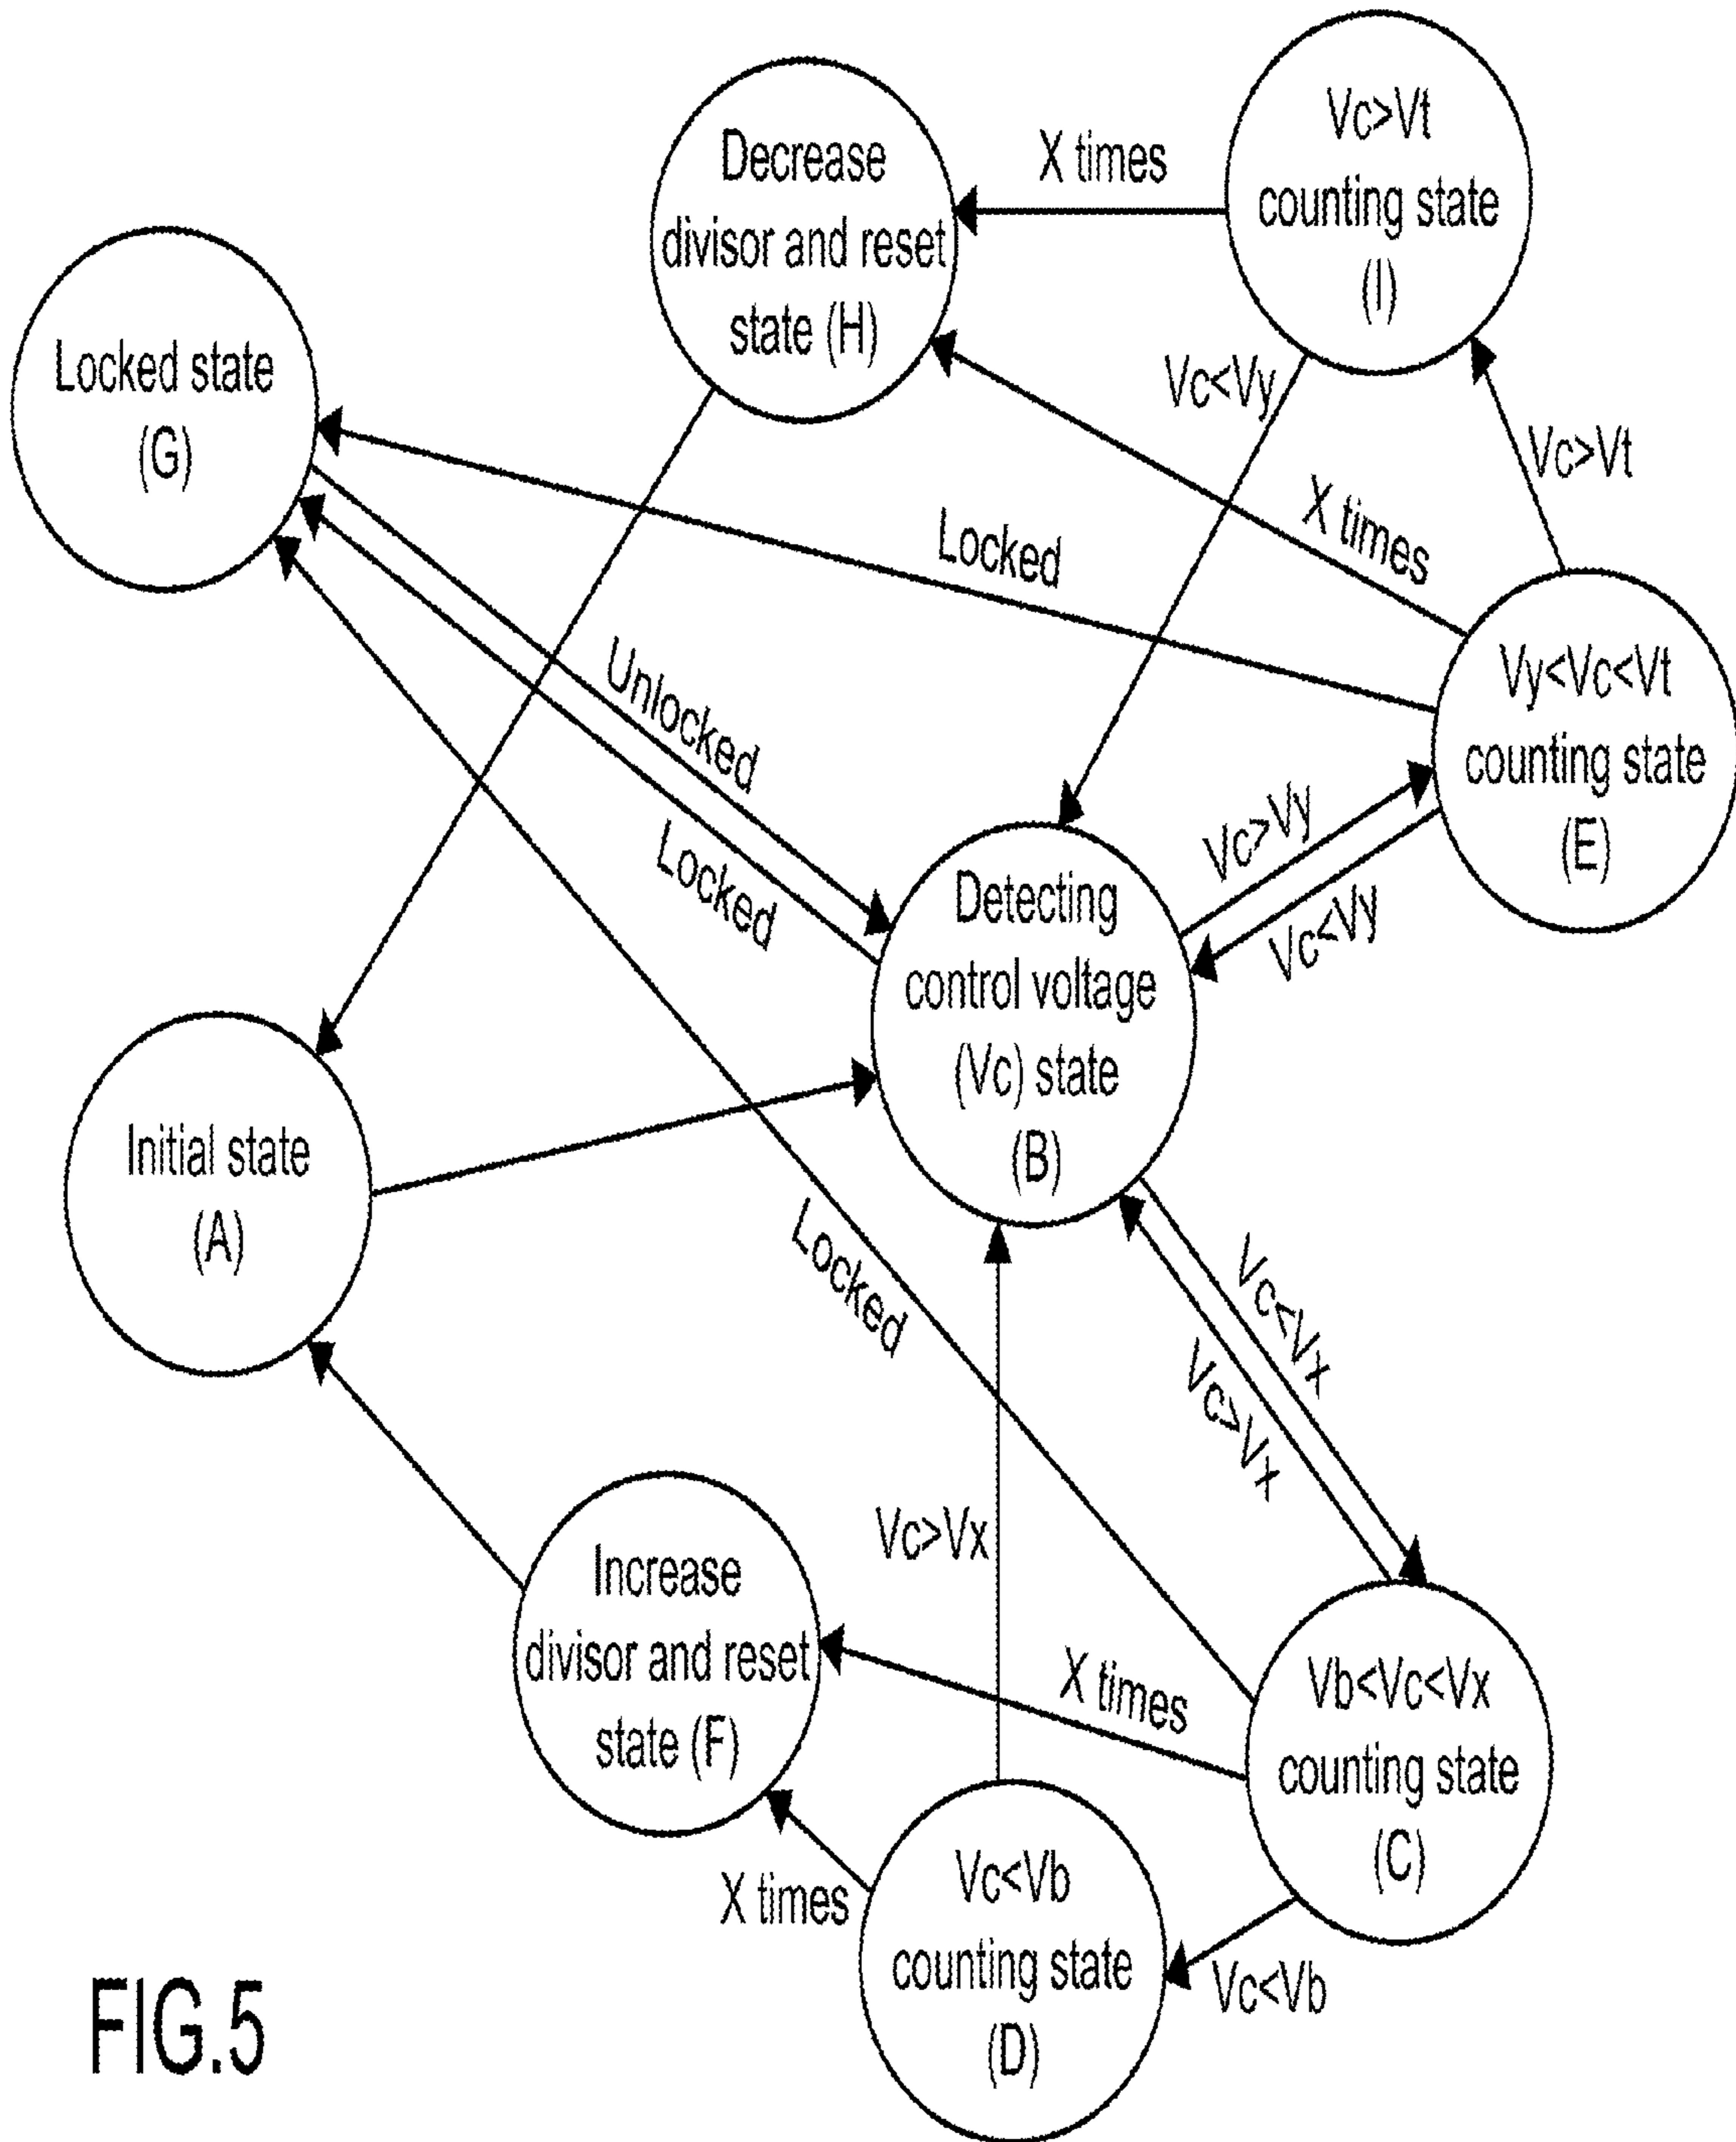 Vc>Vt
counting state
(I)
X times
Decrease
divisor and reset
state (H)
Locked state
(G)
Vc<Vy
Vc>Vt
X times
Locked
Vy<Vc<Vt
counting state
(E)
Unlocked
Locked
Vc>Vy
Vc<Vy
Detecting
control voltage
(Vc) state
(B)
Initial state
(A)
Locked
Vc<Vx
Vc>Vx
Vc>Vx
Increase
divisor and reset
state (F)
X times
Vb<Vc<Vx
counting state
(C)
X times
Vc<Vb
counting state
(D)
Vc<Vb
FIG.5